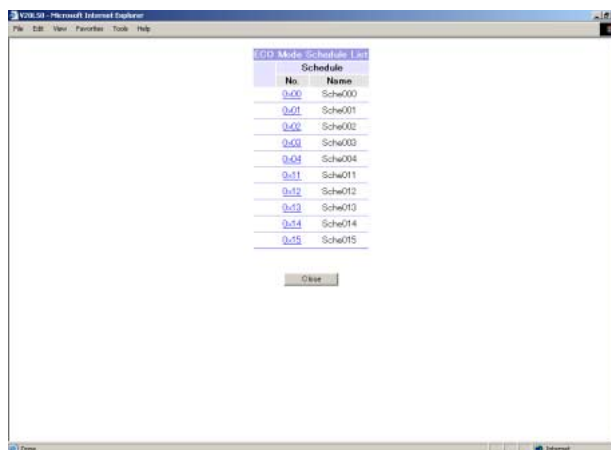 V20L50 - Microsoft Internet Explorer
File Edit View Favorites Tools Help
ECO Mode Schedule List
Schedule
No. Name
0x00 Sche000
0x01 Sche001
0x02 Sche002
0x03 Sche003
0x04 Sche004
0x11 Sche011
0x12 Sche012
0x13 Sche013
0x14 Sche014
0x15 Sche015
Close
Done Internet